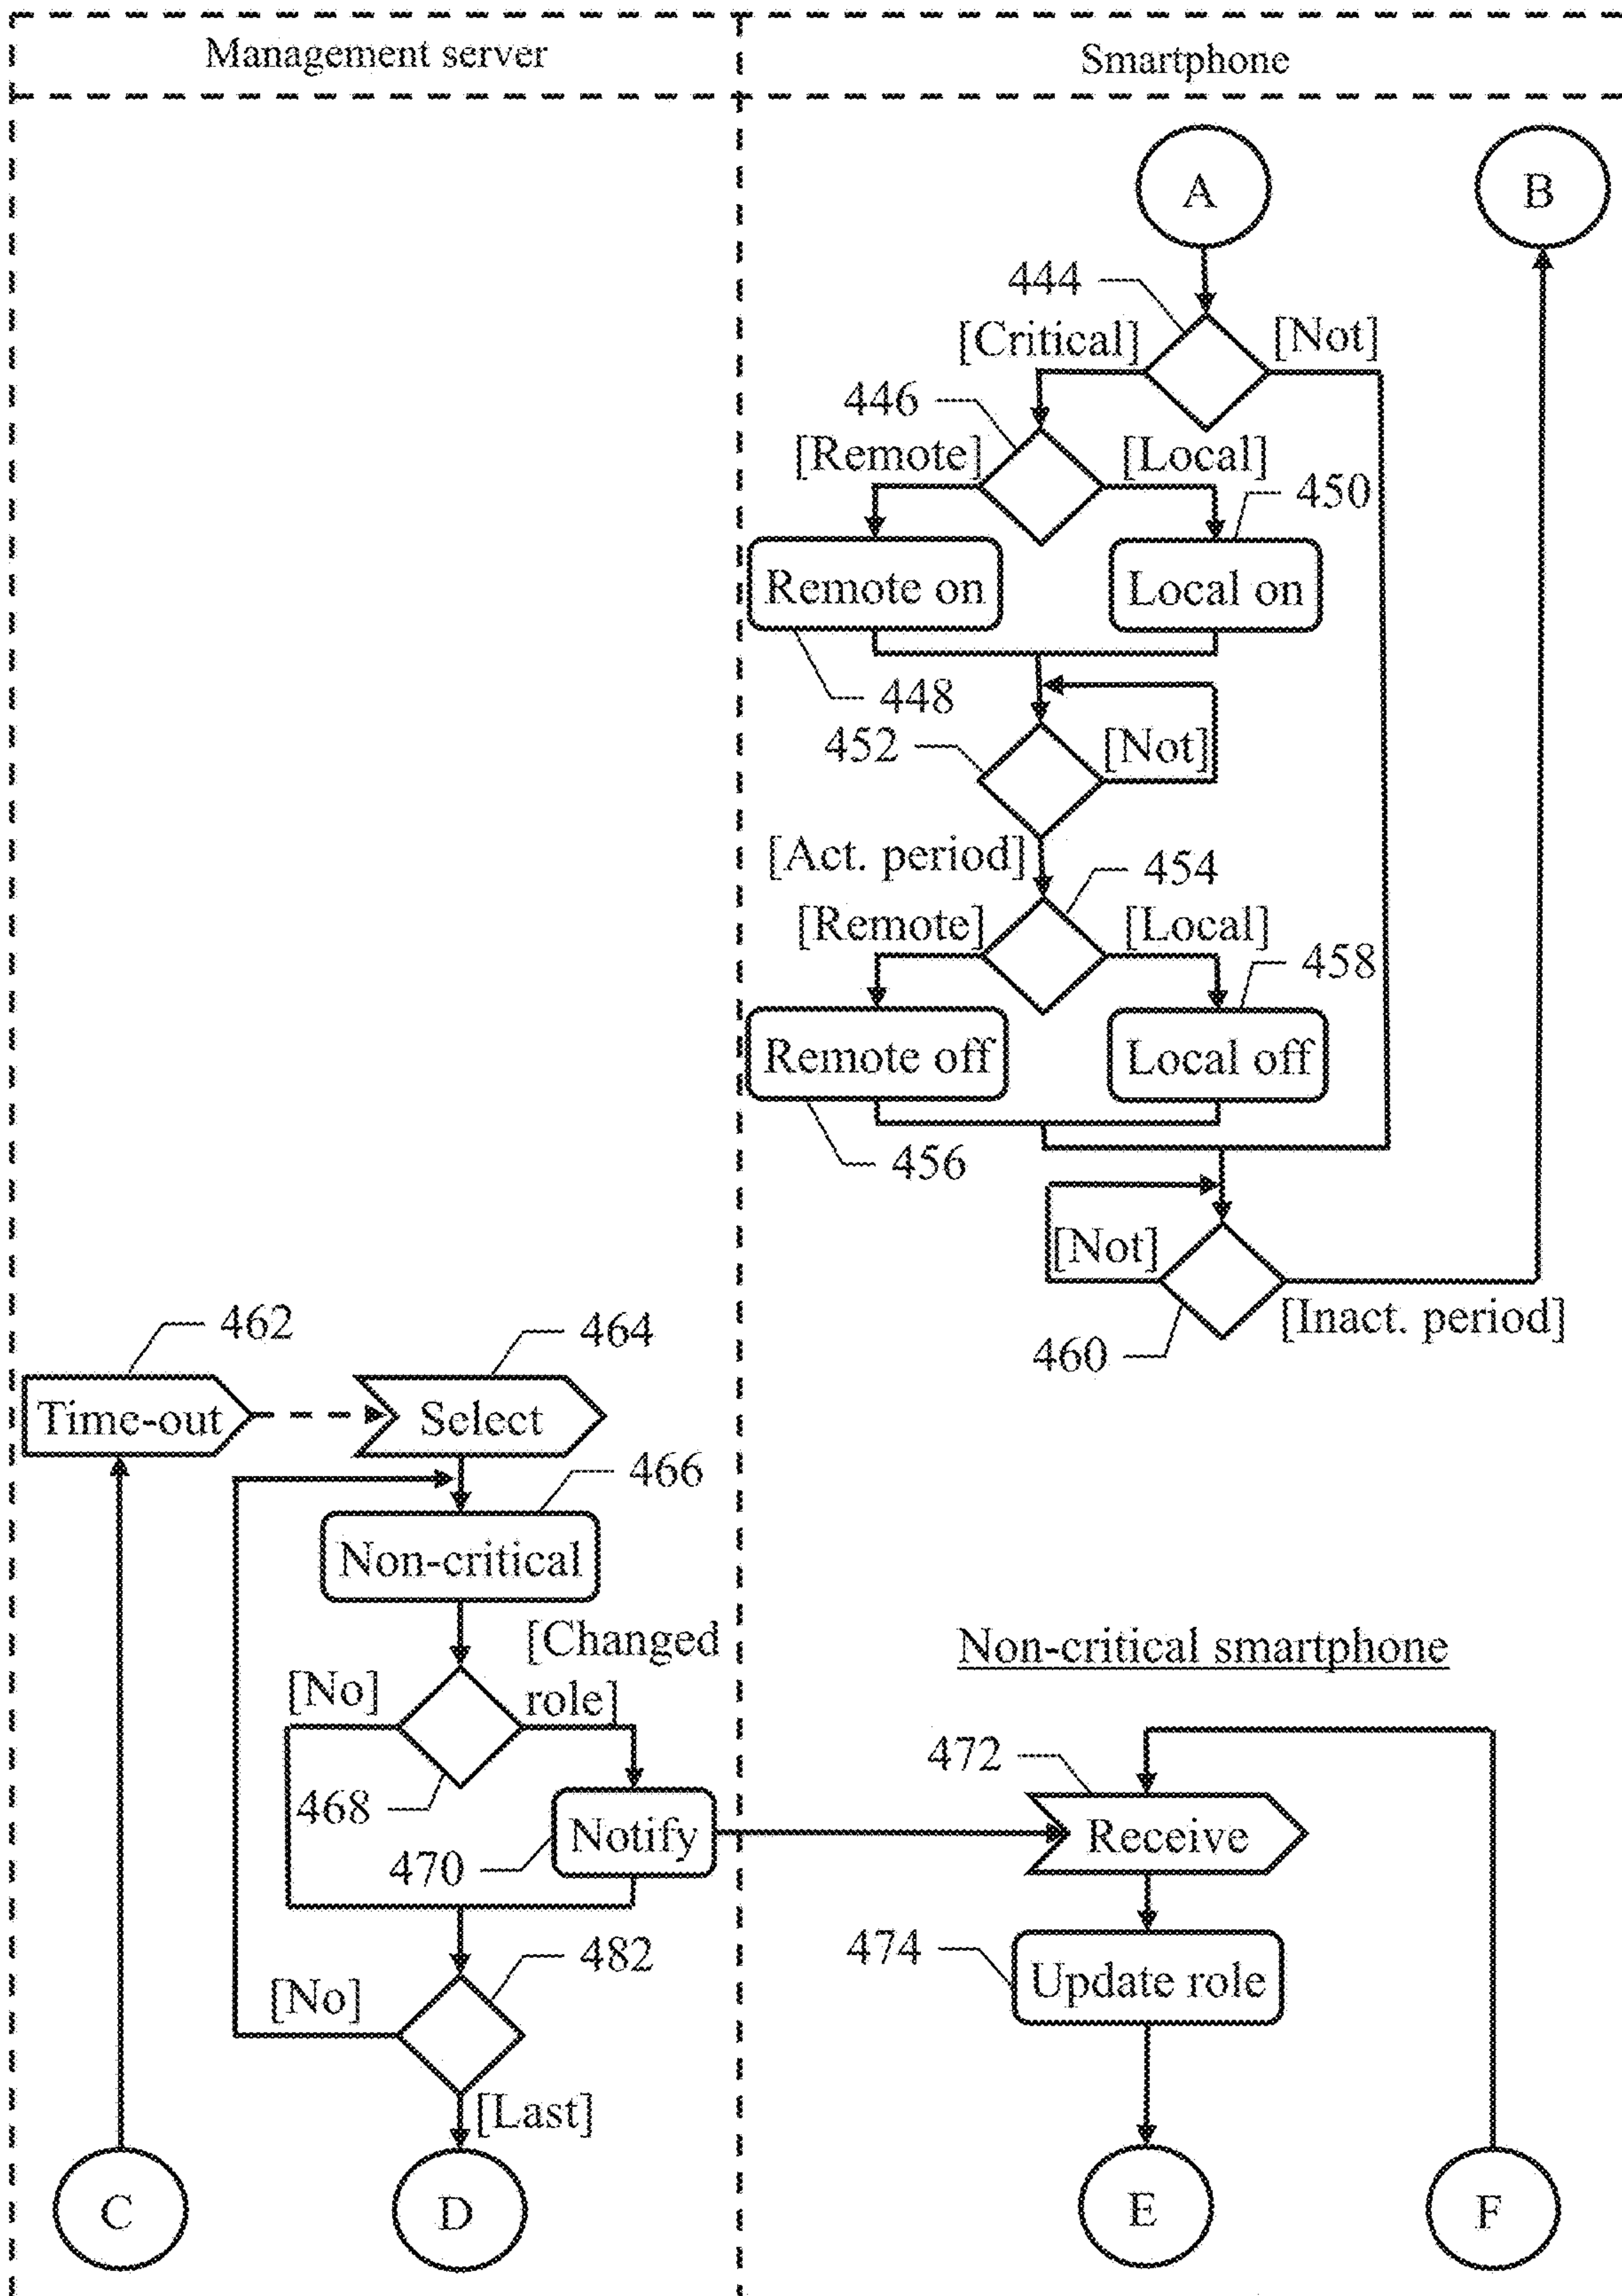 Management server
Smartphone
A
B
444
[Critical]
[Not]
446
[Remote]
[Local]
450
Remote on
Local on
448
452
[Not]
[Act. period]
454
[Remote]
[Local]
458
Remote off
Local off
456
[Not]
[Inact. period]
460
462
464
Time-out
Select
466
Non-critical
[Changed
role]
[No]
468
Notify
470
482
[No]
[Last]
C
D
Non-critical smartphone
472
Receive
474
Update role
E
F